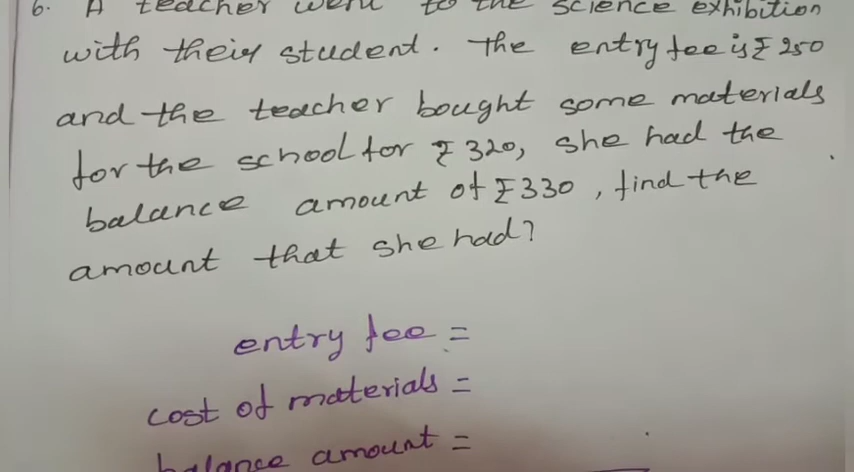 6. A teacher went to the science exhibition
with their student. The entry fee is ₹ 250
and the teacher bought some materials
for the school for ₹ 320, she had the
balance amount of ₹ 330, find the
amount that she had?
entry fee =
cost of materials =
balance amount =